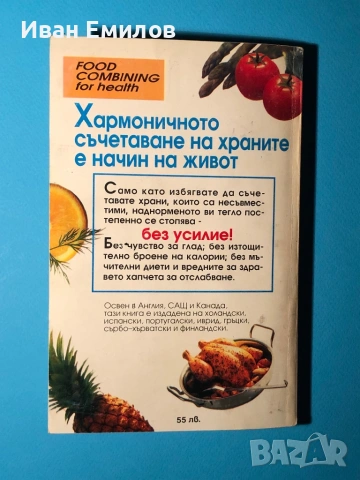 Иван Емилов
FOOD
COMBINING
for health
Хармоничното
съчетаване на храните
е начин на живот
Само като избягвате да съче-
тавате храни, които са несъвмес-
тими, наднорменото ви тегло пос-
тепенно се стопява -
без усилие!
Без чувство за глад; без изтощи-
телно броене на калории; без мъ-
чителни диети и вредните за здра-
вето хапчета за отслабване.
Освен в Англия, САЩ и Канада,
тази книга е издадена на холандски,
испански, португалски, иврид, гръцки,
сърбо-хърватски и финландски.
55 лв.
BAZAR